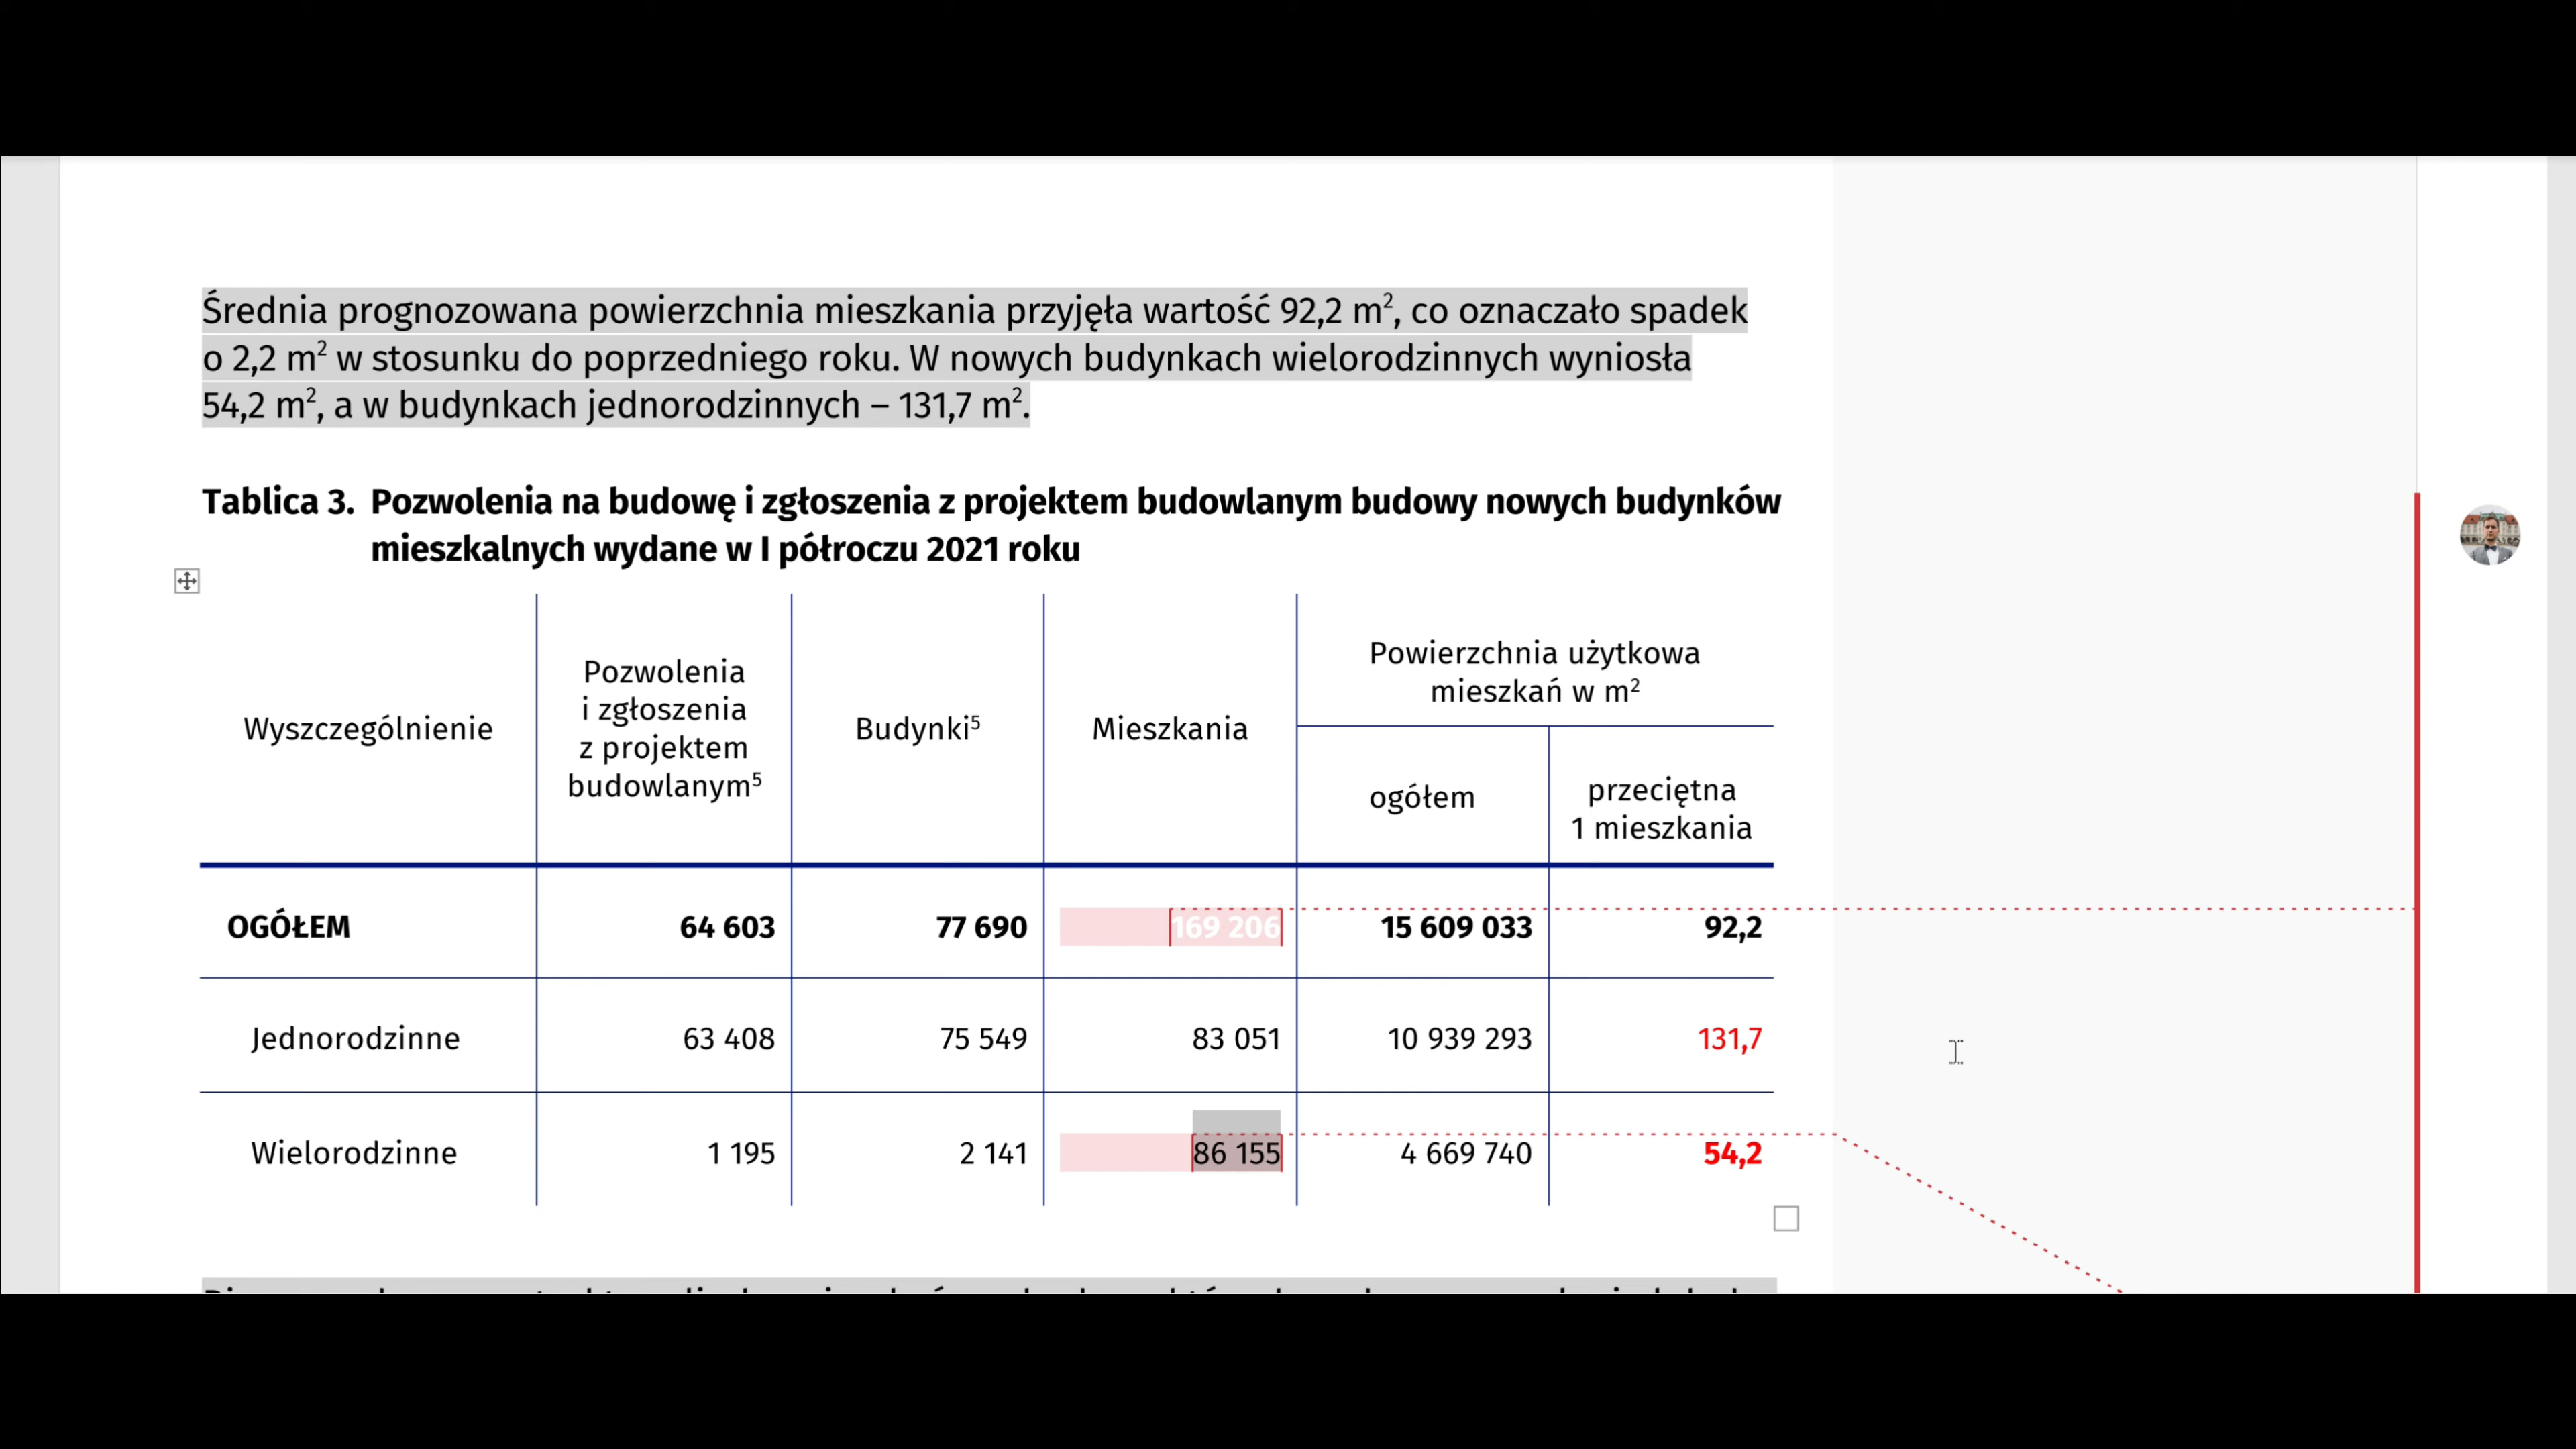 Średnia prognozowana powierzchnia mieszkania przyjęła wartość 92,2 m², co oznaczało spadek
o 2,2 m² w stosunku do poprzedniego roku. W nowych budynkach wielorodzinnych wyniosła
54,2 m², a w budynkach jednorodzinnych – 131,7 m².
Tablica 3. Pozwolenia na budowę i zgłoszenia z projektem budowlanym budowy nowych budynków
mieszkalnych wydane w I półroczu 2021 roku
Wyszczególnienie
Pozwolenia
i zgłoszenia
z projektem
budowlanym⁵
Budynki⁵
Mieszkania
Powierzchnia użytkowa
mieszkań w m²
ogółem
przeciętna
1 mieszkania
OGÓŁEM 64 603 77 690 169 206 15 609 033 92,2
Jednorodzinne 63 408 75 549 83 051 10 939 293 131,7
Wielorodzinne 1 195 2 141 86 155 4 669 740 54,2